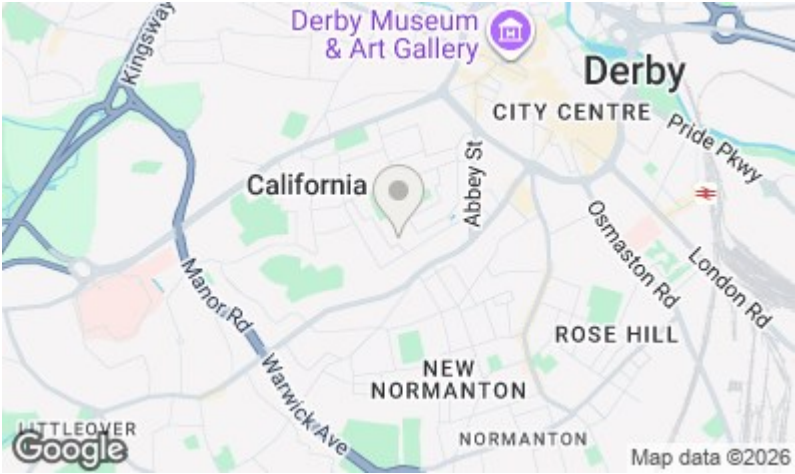 Kingsway
Derby Museum
& Art Gallery
Derby
CITY CENTRE
Pride Pkwy
California
Abbey St
Osmaston Rd
London Rd
Manor Rd
ROSE HILL
Warwick Ave
NEW
NORMANTON
LITTLEOVER
NORMANTON
Google
Map data ©2026